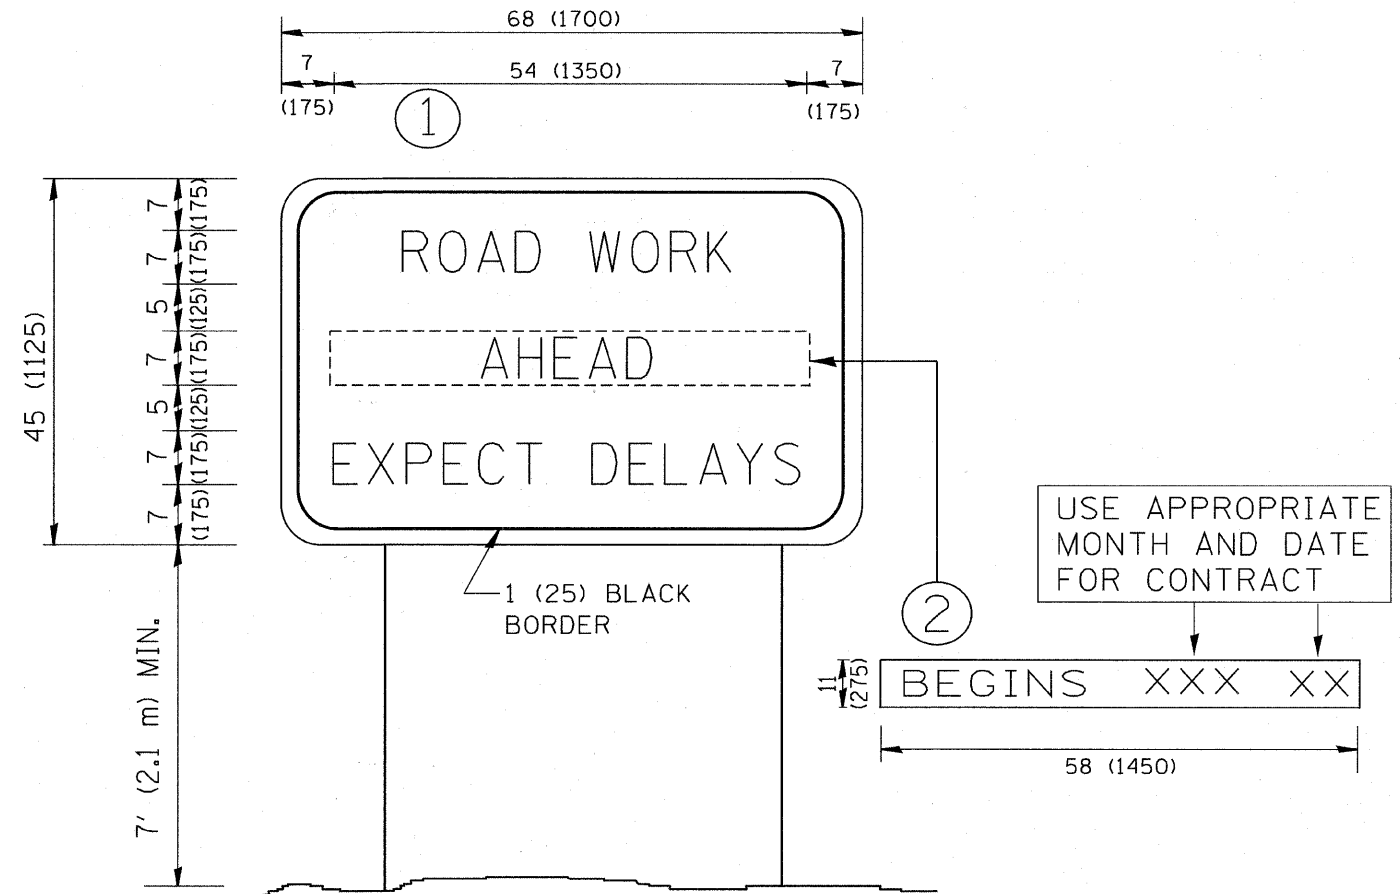 68 (1700)
7 54 (1350) 7
(175) (175)
1
45 (1125)
7 (175)
7 (175)
5 (125)
7 (175)
5 (125)
7 (175)
7 (175)
ROAD WORK
AHEAD
EXPECT DELAYS
1 (25) BLACK
BORDER
7' (2.1 m) MIN.
2
USE APPROPRIATE
MONTH AND DATE
FOR CONTRACT
11
(275)
BEGINS XXX XX
58 (1450)